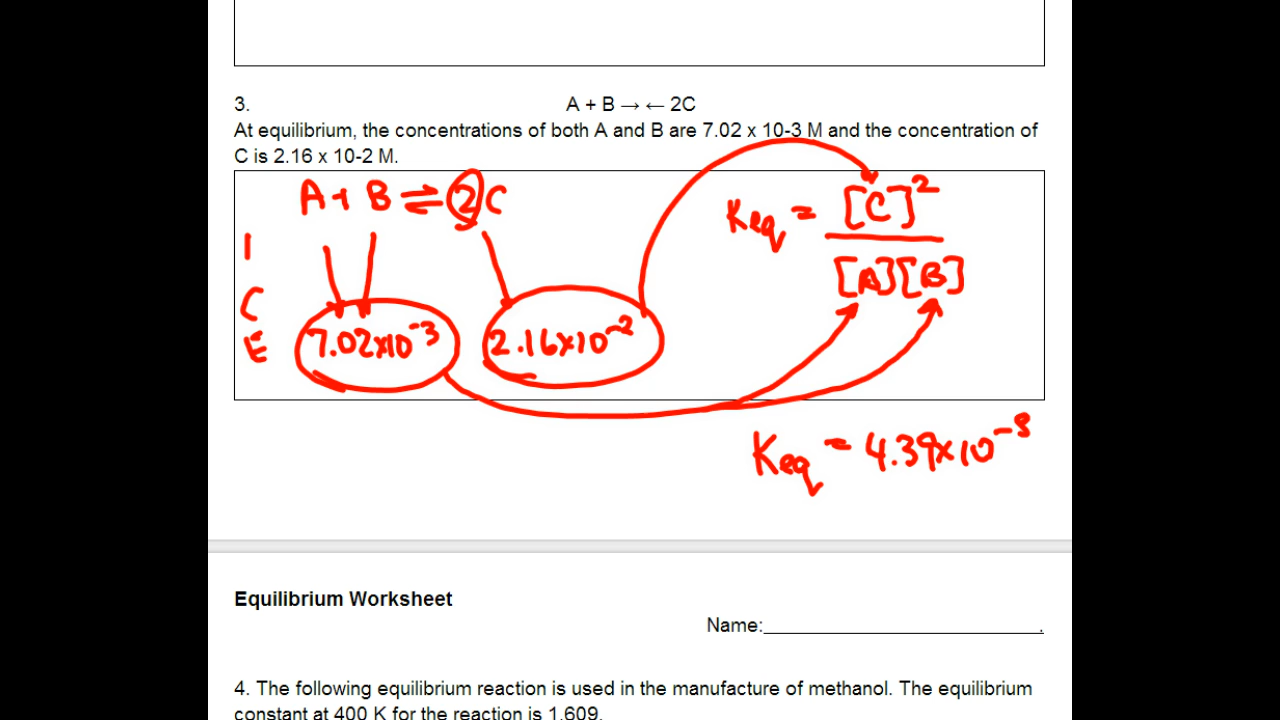 3. A + B → ← 2C
At equilibrium, the concentrations of both A and B are 7.02 x 10-3 M and the concentration of
C is 2.16 x 10-2 M.
A + B ⇌ 2C
Keq = [C]²
[A][B]
I
C
E 7.02x10⁻³ 2.16x10⁻²
Keq = 4.39x10⁻⁸
Equilibrium Worksheet
Name: .
4. The following equilibrium reaction is used in the manufacture of methanol. The equilibrium
constant at 400 K for the reaction is 1.609.